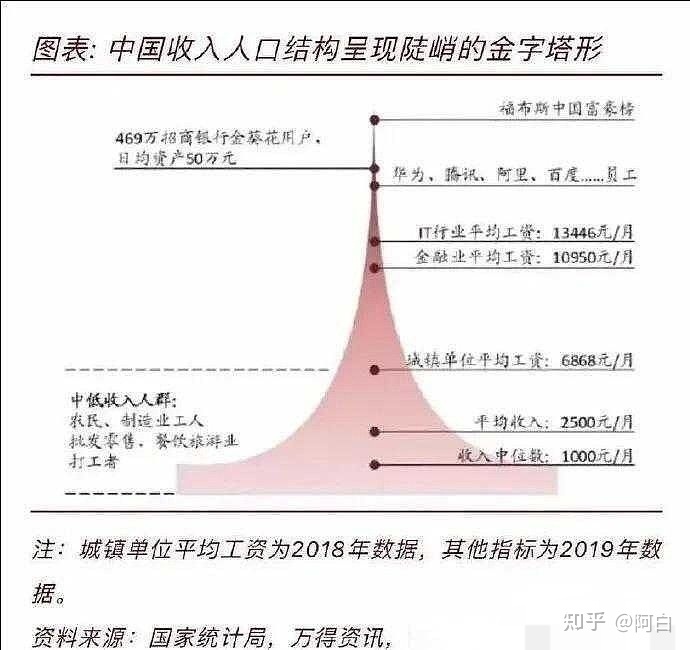 图表: 中国收入人口结构呈现陡峭的金字塔形
福布斯中国富豪榜
469万招商银行金葵花用户、
日均资产50万元
华为、腾讯、阿里、百度……员工
IT行业平均工资：13446元/月
金融业平均工资：10950元/月
城镇单位平均工资：6868元/月
中低收入人群：
农民、制造业工人
批发零售、餐饮旅游业
打工者
平均收入：2500元/月
收入中位数：1000元/月
注：城镇单位平均工资为2018年数据，其他指标为2019年数
据。
资料来源：国家统计局，万得资讯，
知乎 @阿白